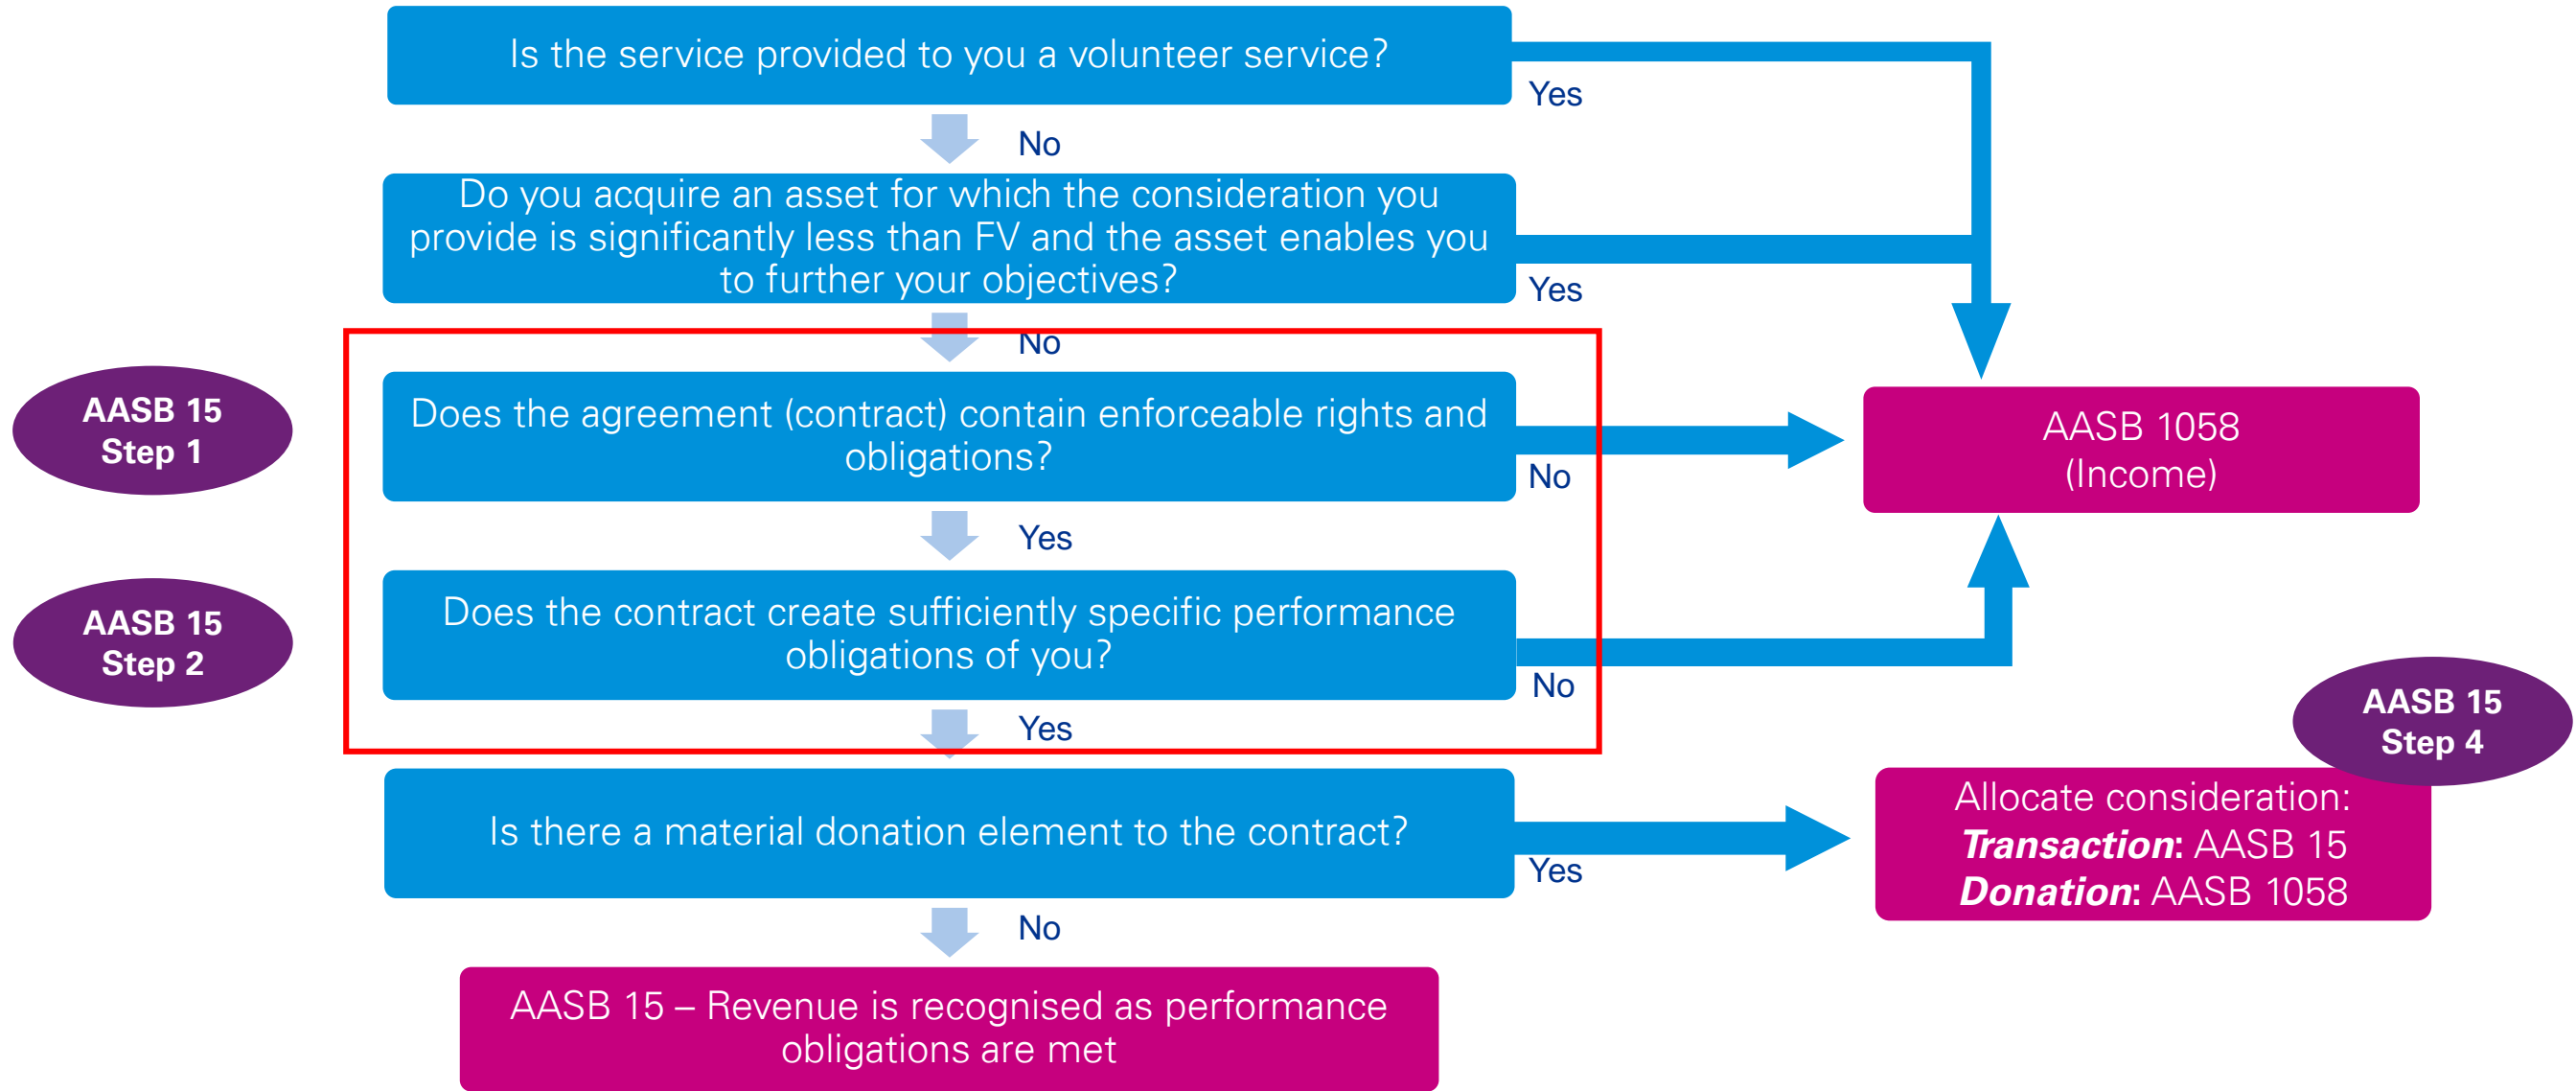 Is the service provided to you a volunteer service?
Yes
No
Do you acquire an asset for which the consideration you
provide is significantly less than FV and the asset enables you
to further your objectives?
Yes
No
AASB 15
Step 1
Does the agreement (contract) contain enforceable rights and
obligations?
No
AASB 1058
(Income)
Yes
AASB 15
Step 2
Does the contract create sufficiently specific performance
obligations of you?
No
Yes
AASB 15
Step 4
Is there a material donation element to the contract?
Yes
Allocate consideration:
Transaction: AASB 15
Donation: AASB 1058
No
AASB 15 – Revenue is recognised as performance
obligations are met